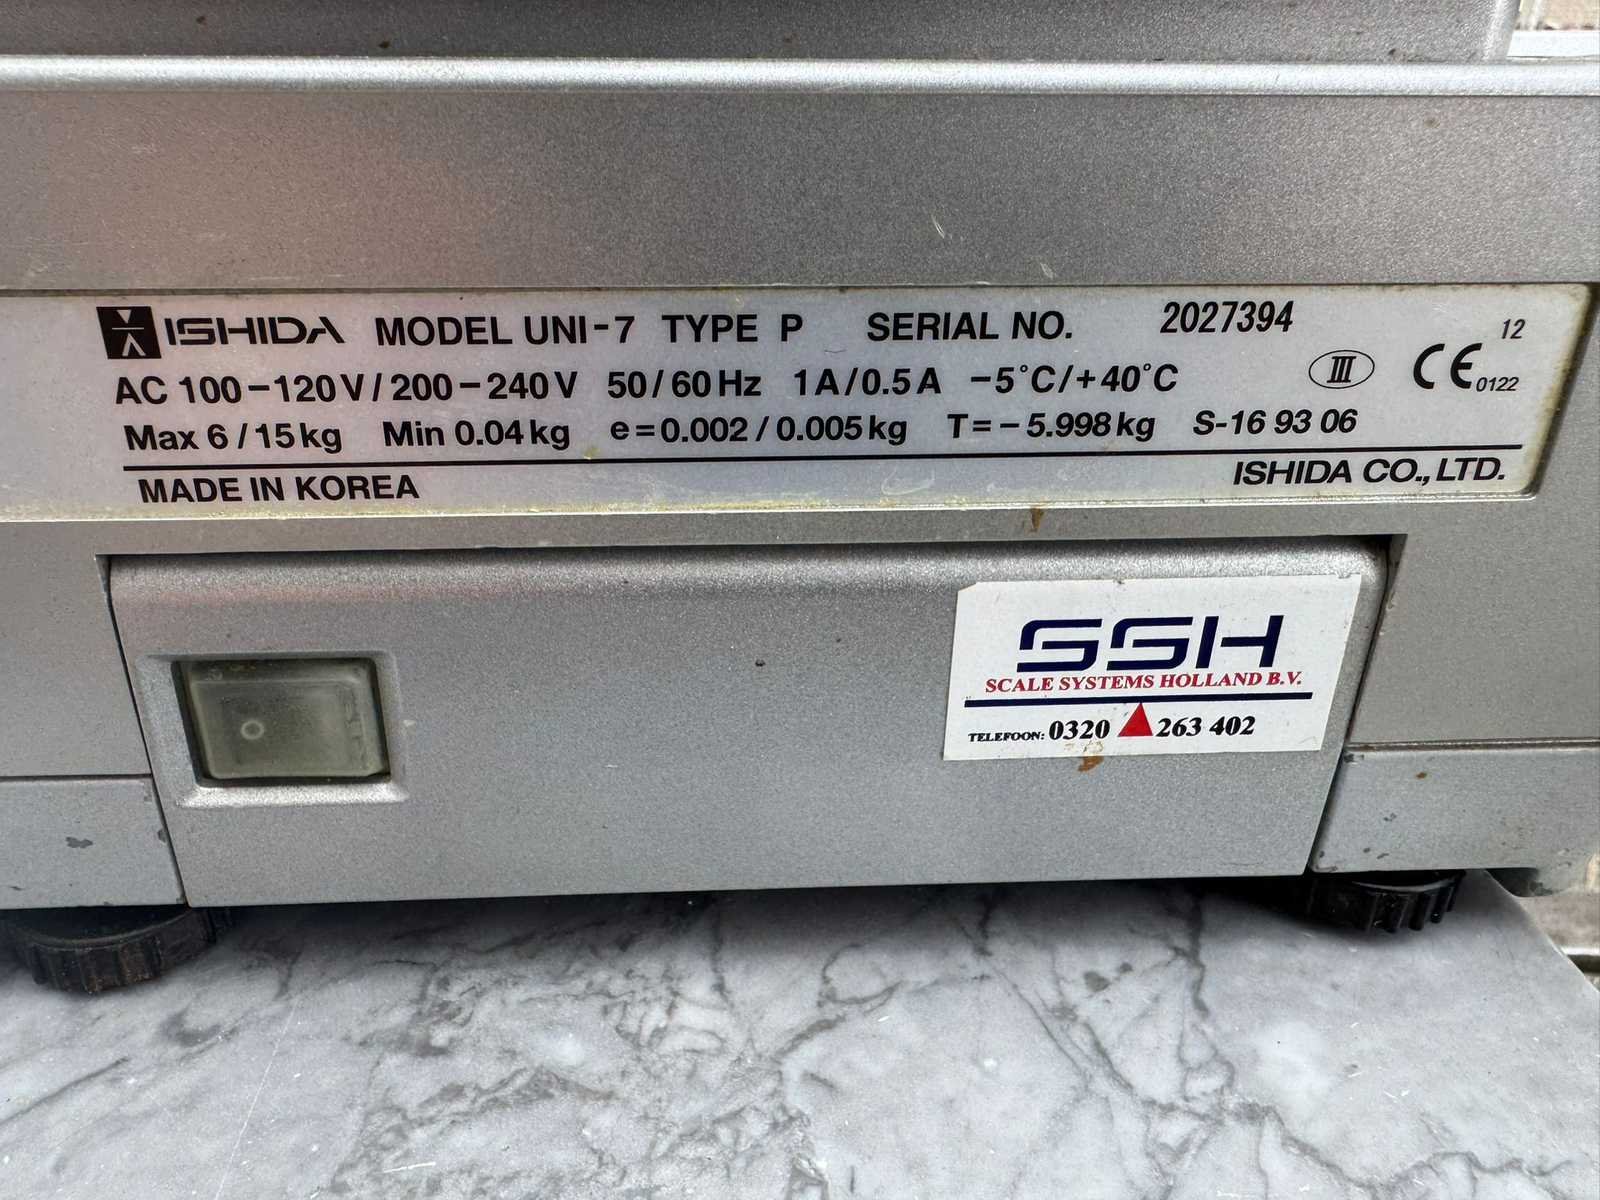 ISHIDA MODEL UNI-7 TYPE P SERIAL NO. 2027394
12
AC 100-120V/200-240V 50/60Hz 1A/0.5A -5°C/+40°C III CE 0122
Max 6/15kg Min 0.04kg e=0.002/0.005kg T=-5.998kg S-16 93 06
MADE IN KOREA ISHIDA CO.,LTD.
SSH
SCALE SYSTEMS HOLLAND B.V.
TELEFOON: 0320 263 402